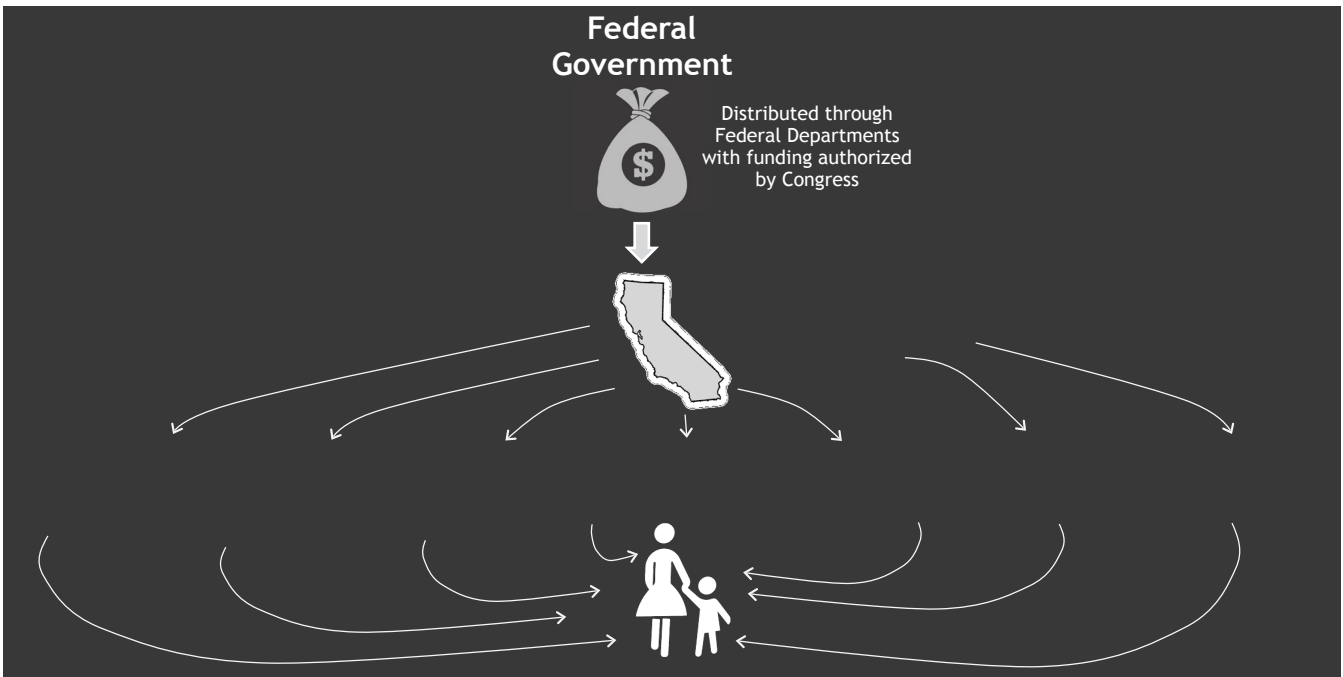 Federal
Government
$
Distributed through
Federal Departments
with funding authorized
by Congress